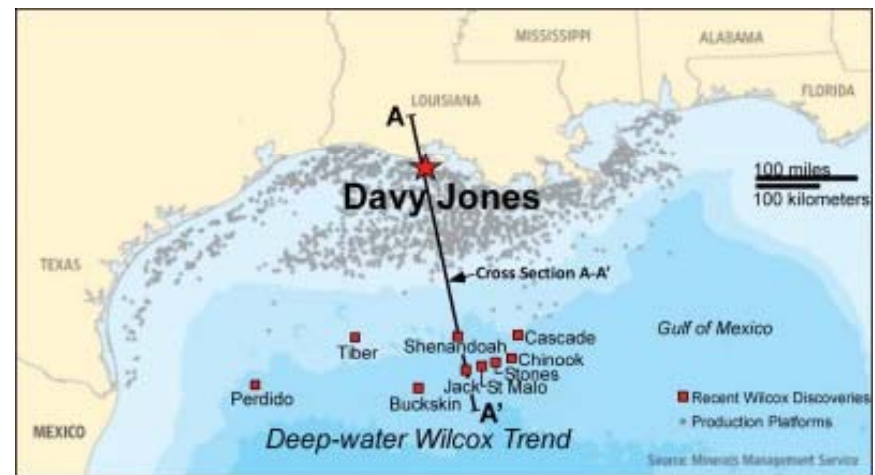 MISSISSIPPI
ALABAMA
FLORIDA
LOUISIANA
A
100 miles
100 kilometers
Davy Jones
TEXAS
Cross Section A-A'
Gulf of Mexico
Tiber
Shenandoah
Cascade
Chinook
Stones
Jack
St Malo
Perdido
Buckskin
A'
Recent Wilcox Discoveries
Production Platforms
MEXICO
Deep-water Wilcox Trend
Source: Minerals Management Service